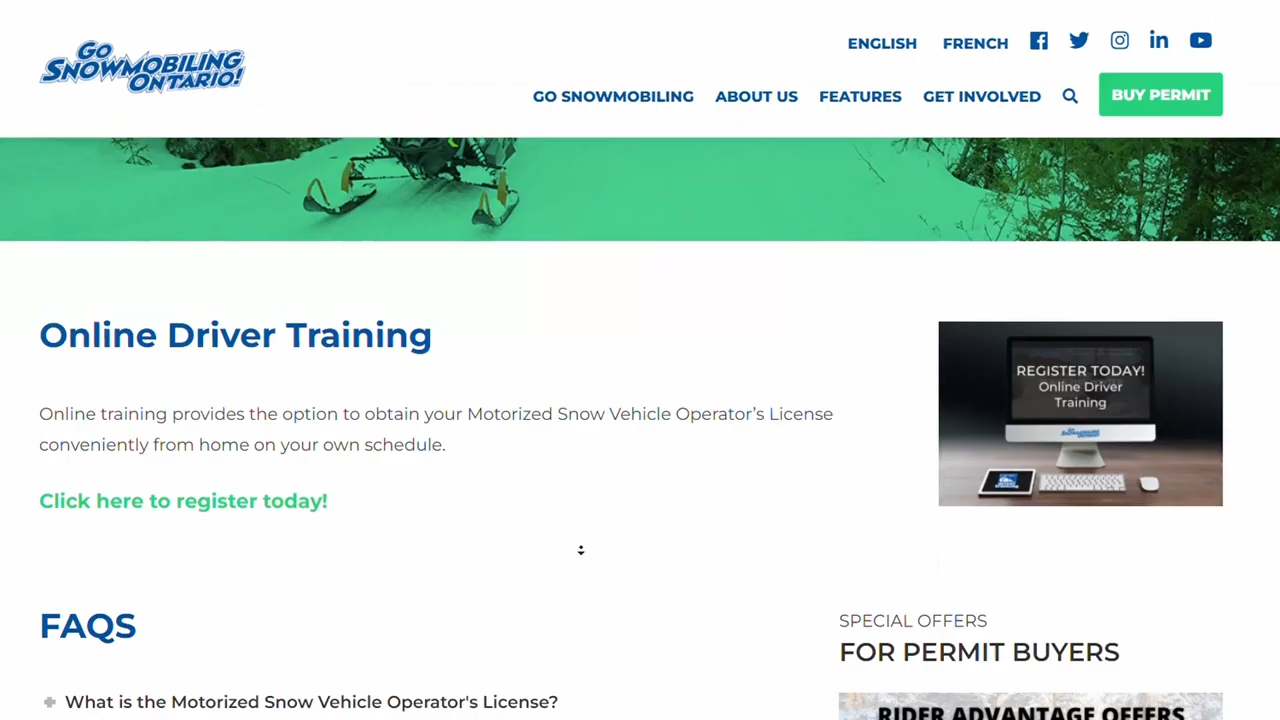 GO
SNOWMOBILING
ONTARIO!
ENGLISH FRENCH
GO SNOWMOBILING ABOUT US FEATURES GET INVOLVED BUY PERMIT
Online Driver Training
Online training provides the option to obtain your Motorized Snow Vehicle Operator’s License
conveniently from home on your own schedule.
Click here to register today!
REGISTER TODAY!
Online Driver
Training
FAQS
What is the Motorized Snow Vehicle Operator's License?
SPECIAL OFFERS
FOR PERMIT BUYERS
RIDER ADVANTAGE OFFERS